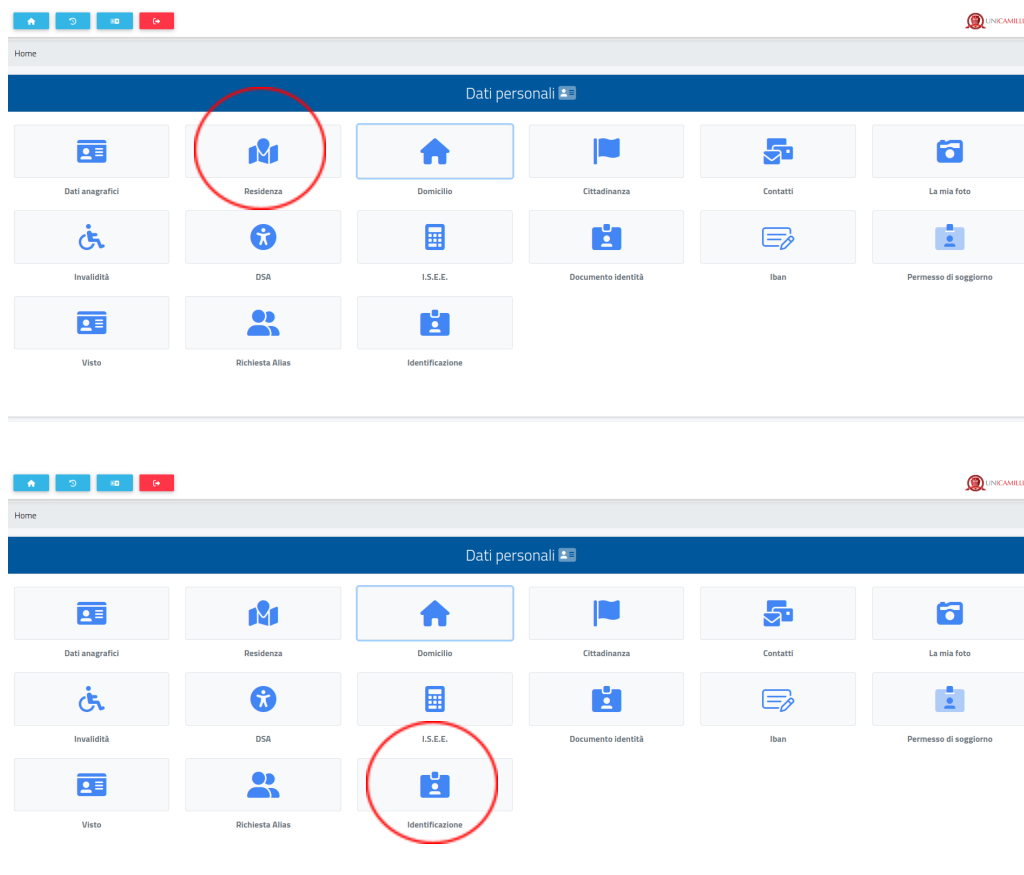 UNICAMILL
Home
Dati personali
Dati anagrafici Residenza Domicilio Cittadinanza Contatti La mia foto
Invalidità DSA I.S.E.E. Documento identità Iban Permesso di soggiorno
Visto Richiesta Alias Identificazione
UNICAMILL
Home
Dati personali
Dati anagrafici Residenza Domicilio Cittadinanza Contatti La mia foto
Invalidità DSA I.S.E.E. Documento identità Iban Permesso di soggiorno
Visto Richiesta Alias Identificazione